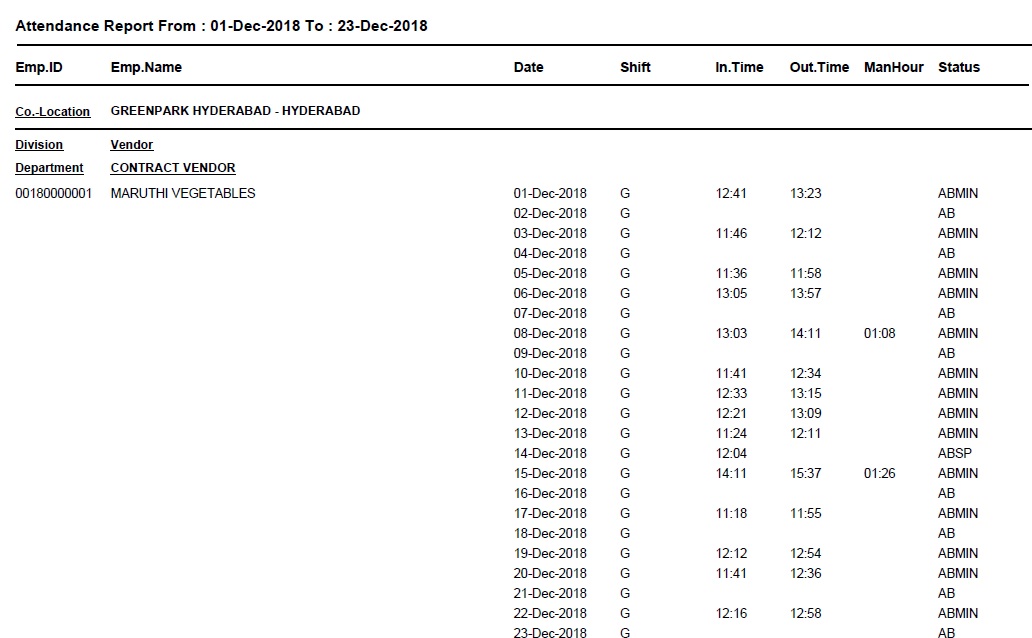 Attendance Report From : 01-Dec-2018 To : 23-Dec-2018
Emp.ID Emp.Name Date Shift In.Time Out.Time ManHour Status
Co.-Location GREENPARK HYDERABAD - HYDERABAD
Division Vendor
Department CONTRACT VENDOR
00180000001 MARUTHI VEGETABLES 01-Dec-2018 G 12:41 13:23 ABMIN
02-Dec-2018 G AB
03-Dec-2018 G 11:46 12:12 ABMIN
04-Dec-2018 G AB
05-Dec-2018 G 11:36 11:58 ABMIN
06-Dec-2018 G 13:05 13:57 ABMIN
07-Dec-2018 G AB
08-Dec-2018 G 13:03 14:11 01:08 ABMIN
09-Dec-2018 G AB
10-Dec-2018 G 11:41 12:34 ABMIN
11-Dec-2018 G 12:33 13:15 ABMIN
12-Dec-2018 G 12:21 13:09 ABMIN
13-Dec-2018 G 11:24 12:11 ABMIN
14-Dec-2018 G 12:04 ABSP
15-Dec-2018 G 14:11 15:37 01:26 ABMIN
16-Dec-2018 G AB
17-Dec-2018 G 11:18 11:55 ABMIN
18-Dec-2018 G AB
19-Dec-2018 G 12:12 12:54 ABMIN
20-Dec-2018 G 11:41 12:36 ABMIN
21-Dec-2018 G AB
22-Dec-2018 G 12:16 12:58 ABMIN
23-Dec-2018 G AB